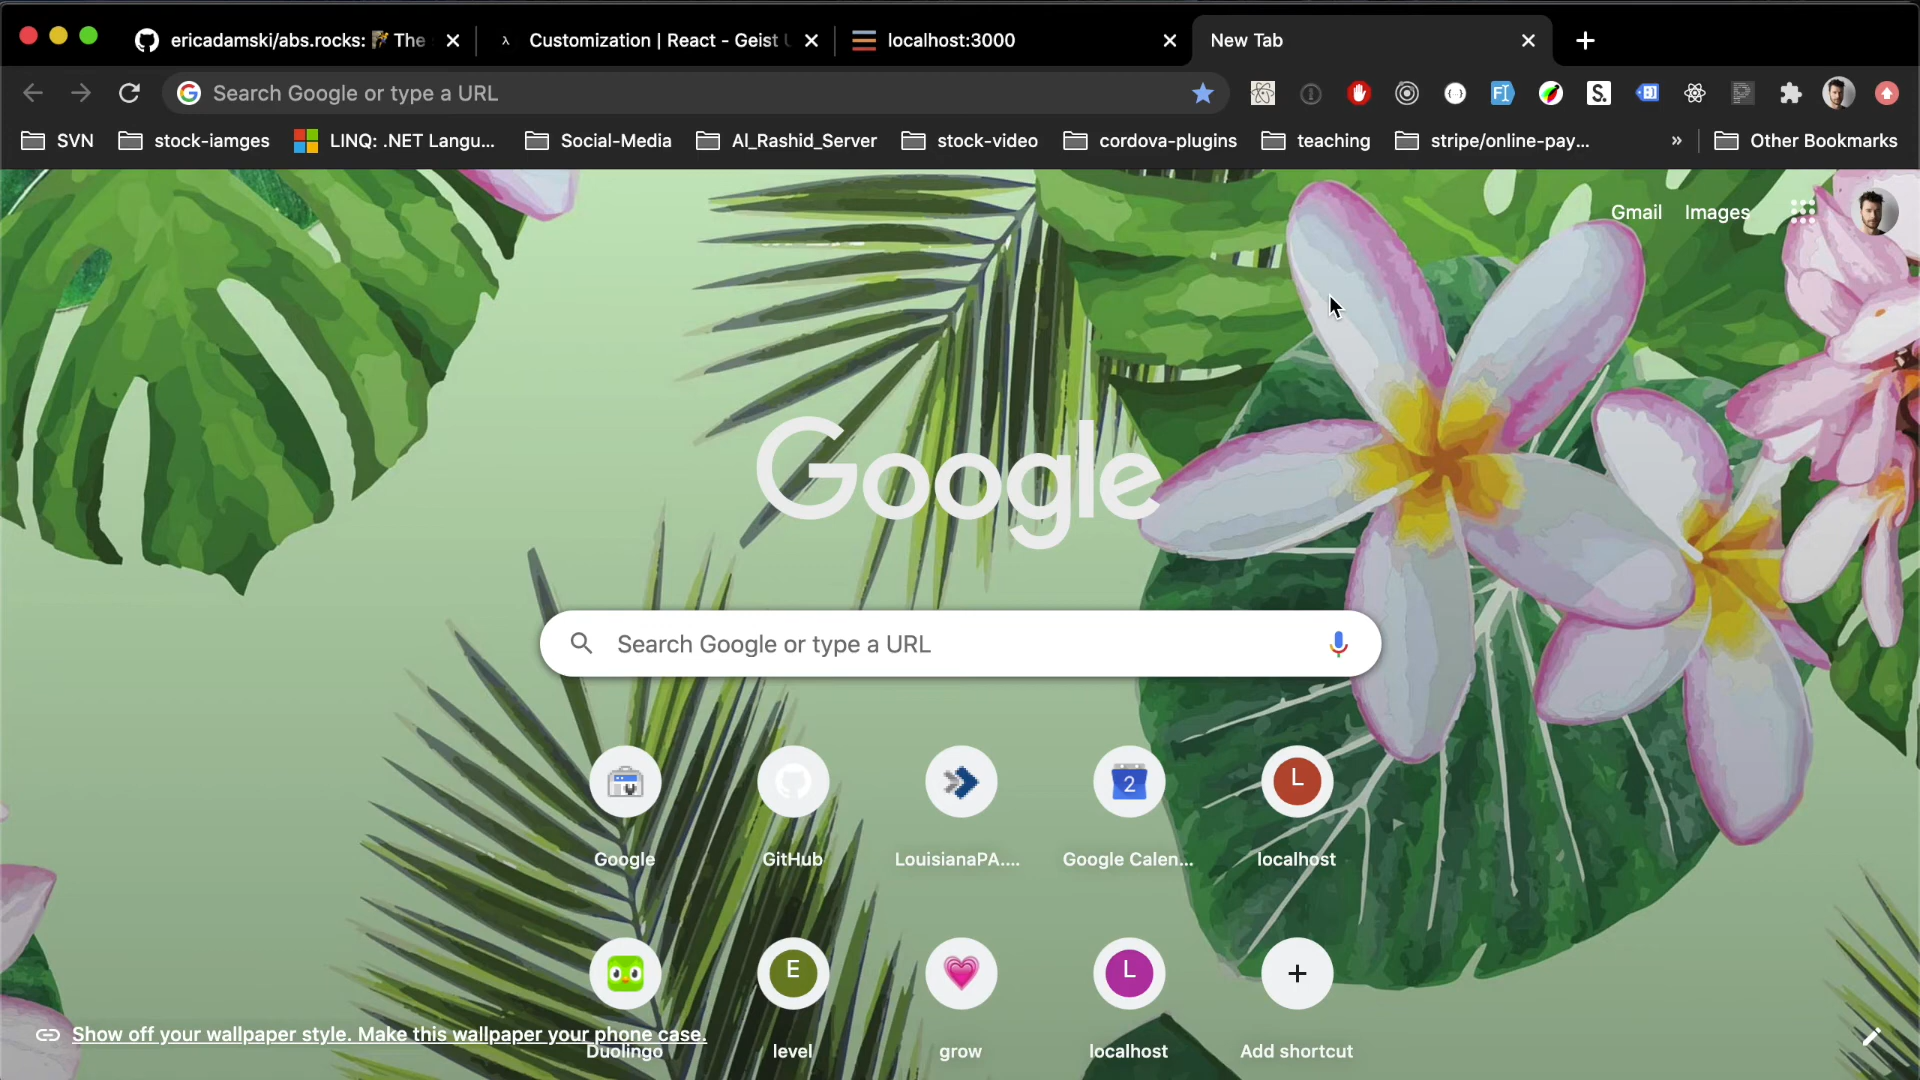 ericadamski/abs.rocks: The
Customization | React - Geist U
localhost:3000
New Tab
Search Google or type a URL
SVN
stock-iamges
LINQ: .NET Langu...
Social-Media
Al_Rashid_Server
stock-video
cordova-plugins
teaching
stripe/online-pay...
»
Other Bookmarks
Gmail
Images
Google
Search Google or type a URL
Google
GitHub
LouisianaPA....
2
Google Calen...
L
localhost
Duolingo
E
level
grow
L
localhost
Add shortcut
Show off your wallpaper style. Make this wallpaper your phone case.